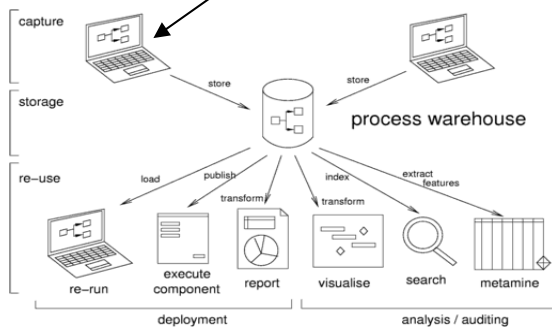 capture
store
store
storage
process warehouse
re-use
load
publish
transform
transform
index
extract
features
re-run
execute
component
report
visualise
search
metamine
deployment
analysis / auditing